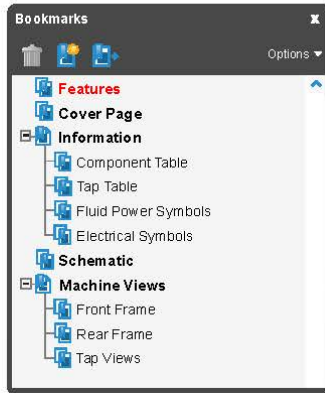 Bookmarks x
Options
Features
Cover Page
Information
Component Table
Tap Table
Fluid Power Symbols
Electrical Symbols
Schematic
Machine Views
Front Frame
Rear Frame
Tap Views